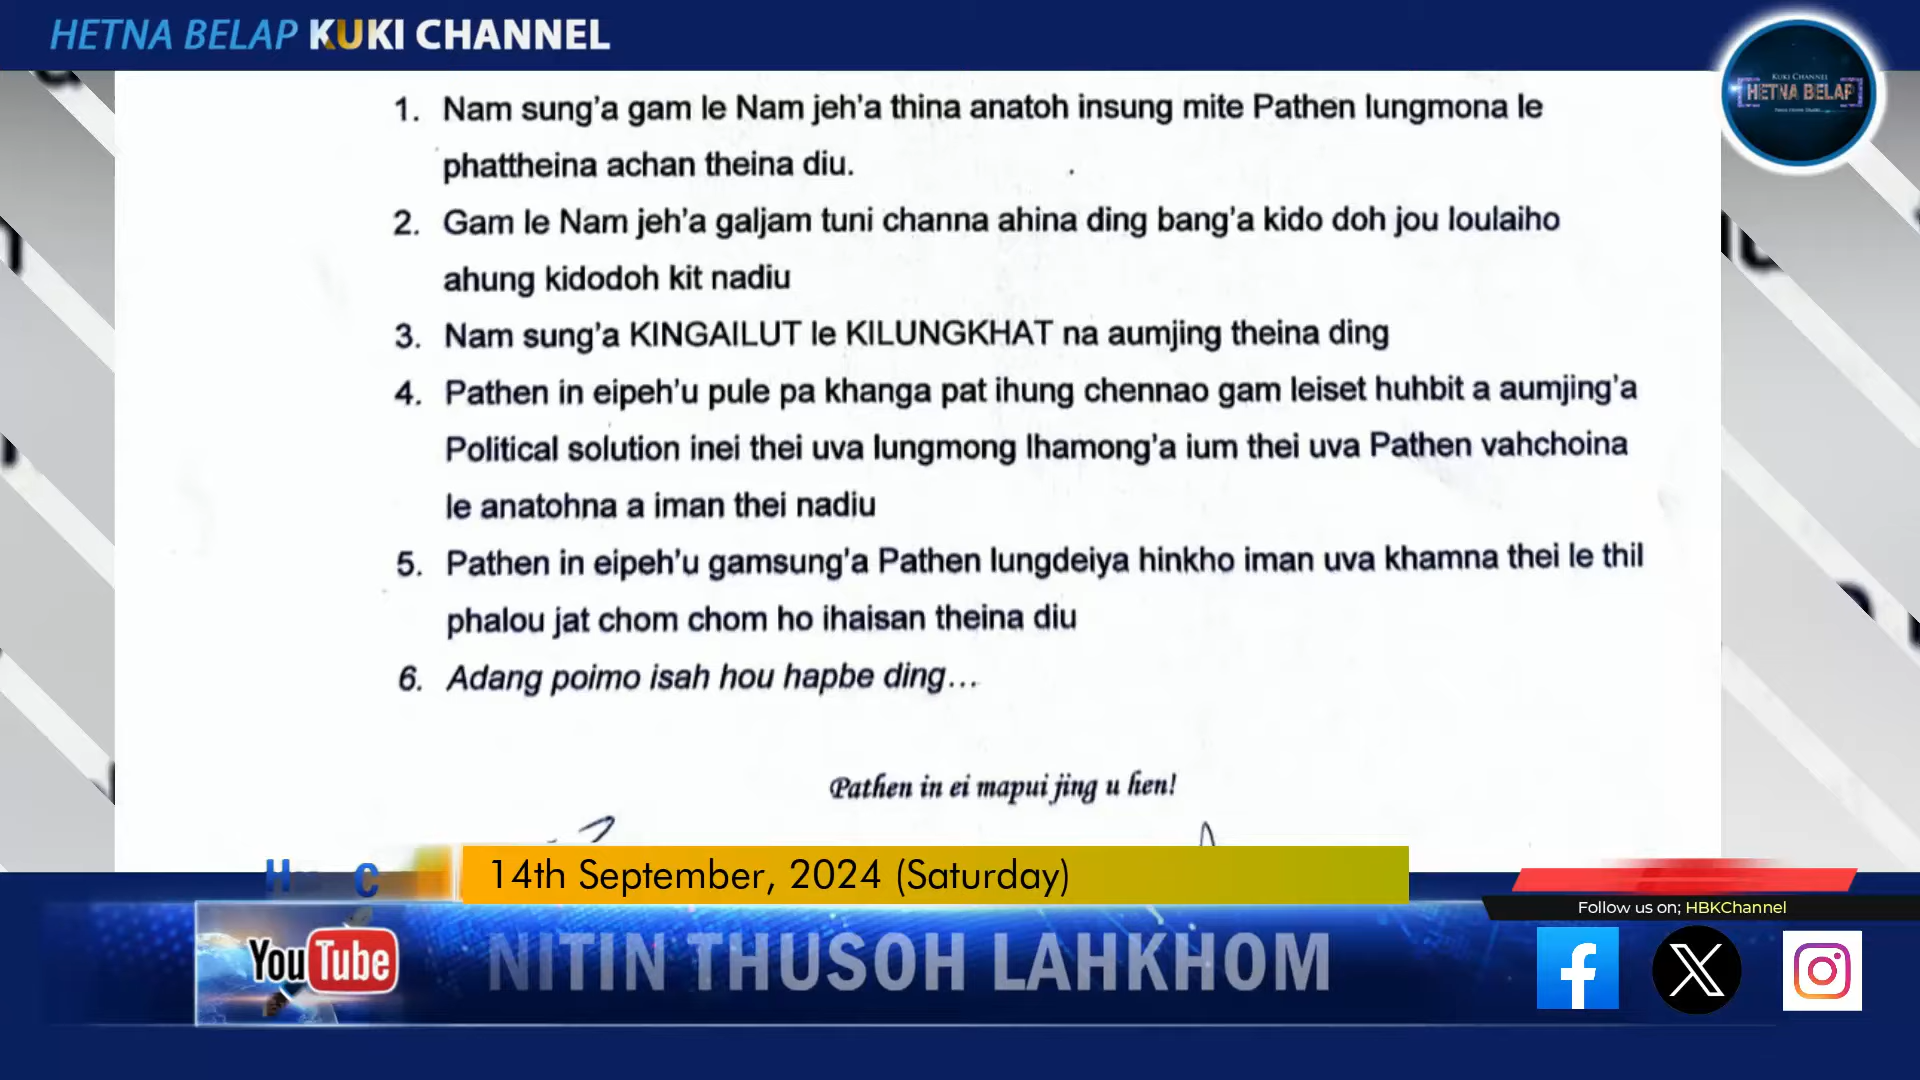 HETNA BELAP KUKI CHANNEL
KUKI CHANNEL
HETNA BELAP
1. Nam sung'a gam le Nam jeh'a thina anatoh insung mite Pathen lungmona le
phattheina achan theina diu.
2. Gam le Nam jeh'a galjam tuni channa ahina ding bang'a kido doh jou loulaiho
ahung kidodoh kit nadiu
3. Nam sung'a KINGAILUT le KILUNGKHAT na aumjing theina ding
4. Pathen in eipeh'u pule pa khanga pat ihung chennao gam leiset huhbit a aumjing'a
Political solution inei thei uva lungmong lhamong'a ium thei uva Pathen vahchoina
le anatohna a iman thei nadiu
5. Pathen in eipeh'u gamsung'a Pathen lungdeiya hinkho iman uva khamna thei le thil
phalou jat chom chom ho ihaisan theina diu
6. Adang poimo isah hou hapbe ding...
Pathen in ei mapui jing u hen!
H C
14th September, 2024 (Saturday)
Follow us on; HBKChannel
YouTube
NITIN THUSOH LAHKHOM